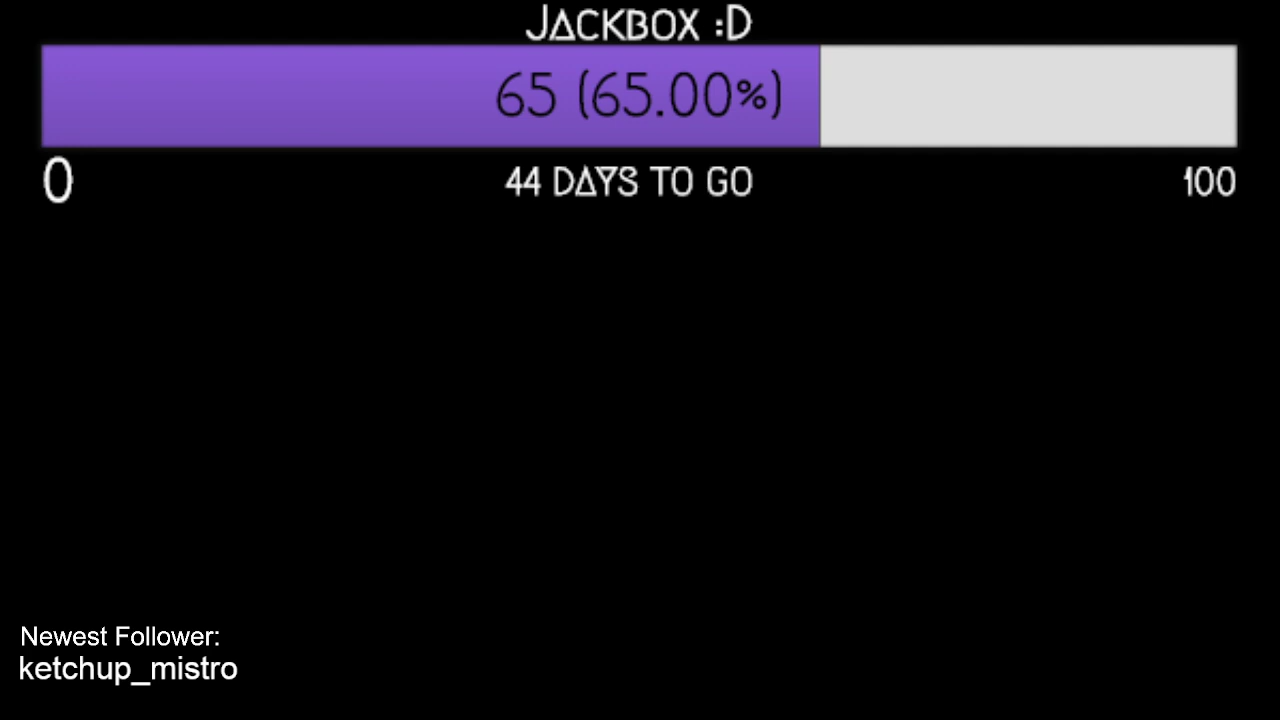 JACKBOX :D
65 (65.00%)
0
44 DAYS TO GO
100
Newest Follower:
ketchup_mistro